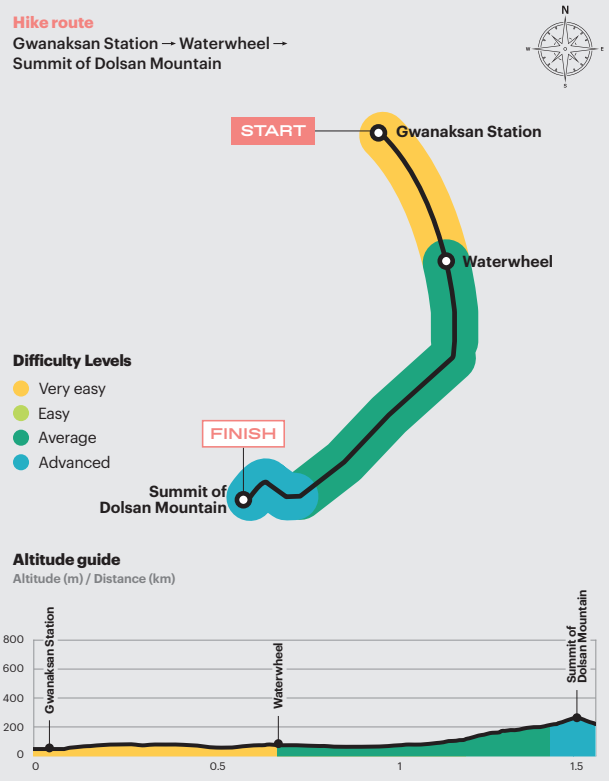 Hike route
Gwanaksan Station → Waterwheel →
Summit of Dolsan Mountain
N
W
E
S
START
Gwanaksan Station
Waterwheel
Difficulty Levels
Very easy
Easy
Average
Advanced
FINISH
Summit of
Dolsan Mountain
Altitude guide
Altitude (m) / Distance (km)
Gwanaksan Station
Waterwheel
Summit of
Dolsan Mountain
800
600
400
200
0
0
0.5
1
1.5